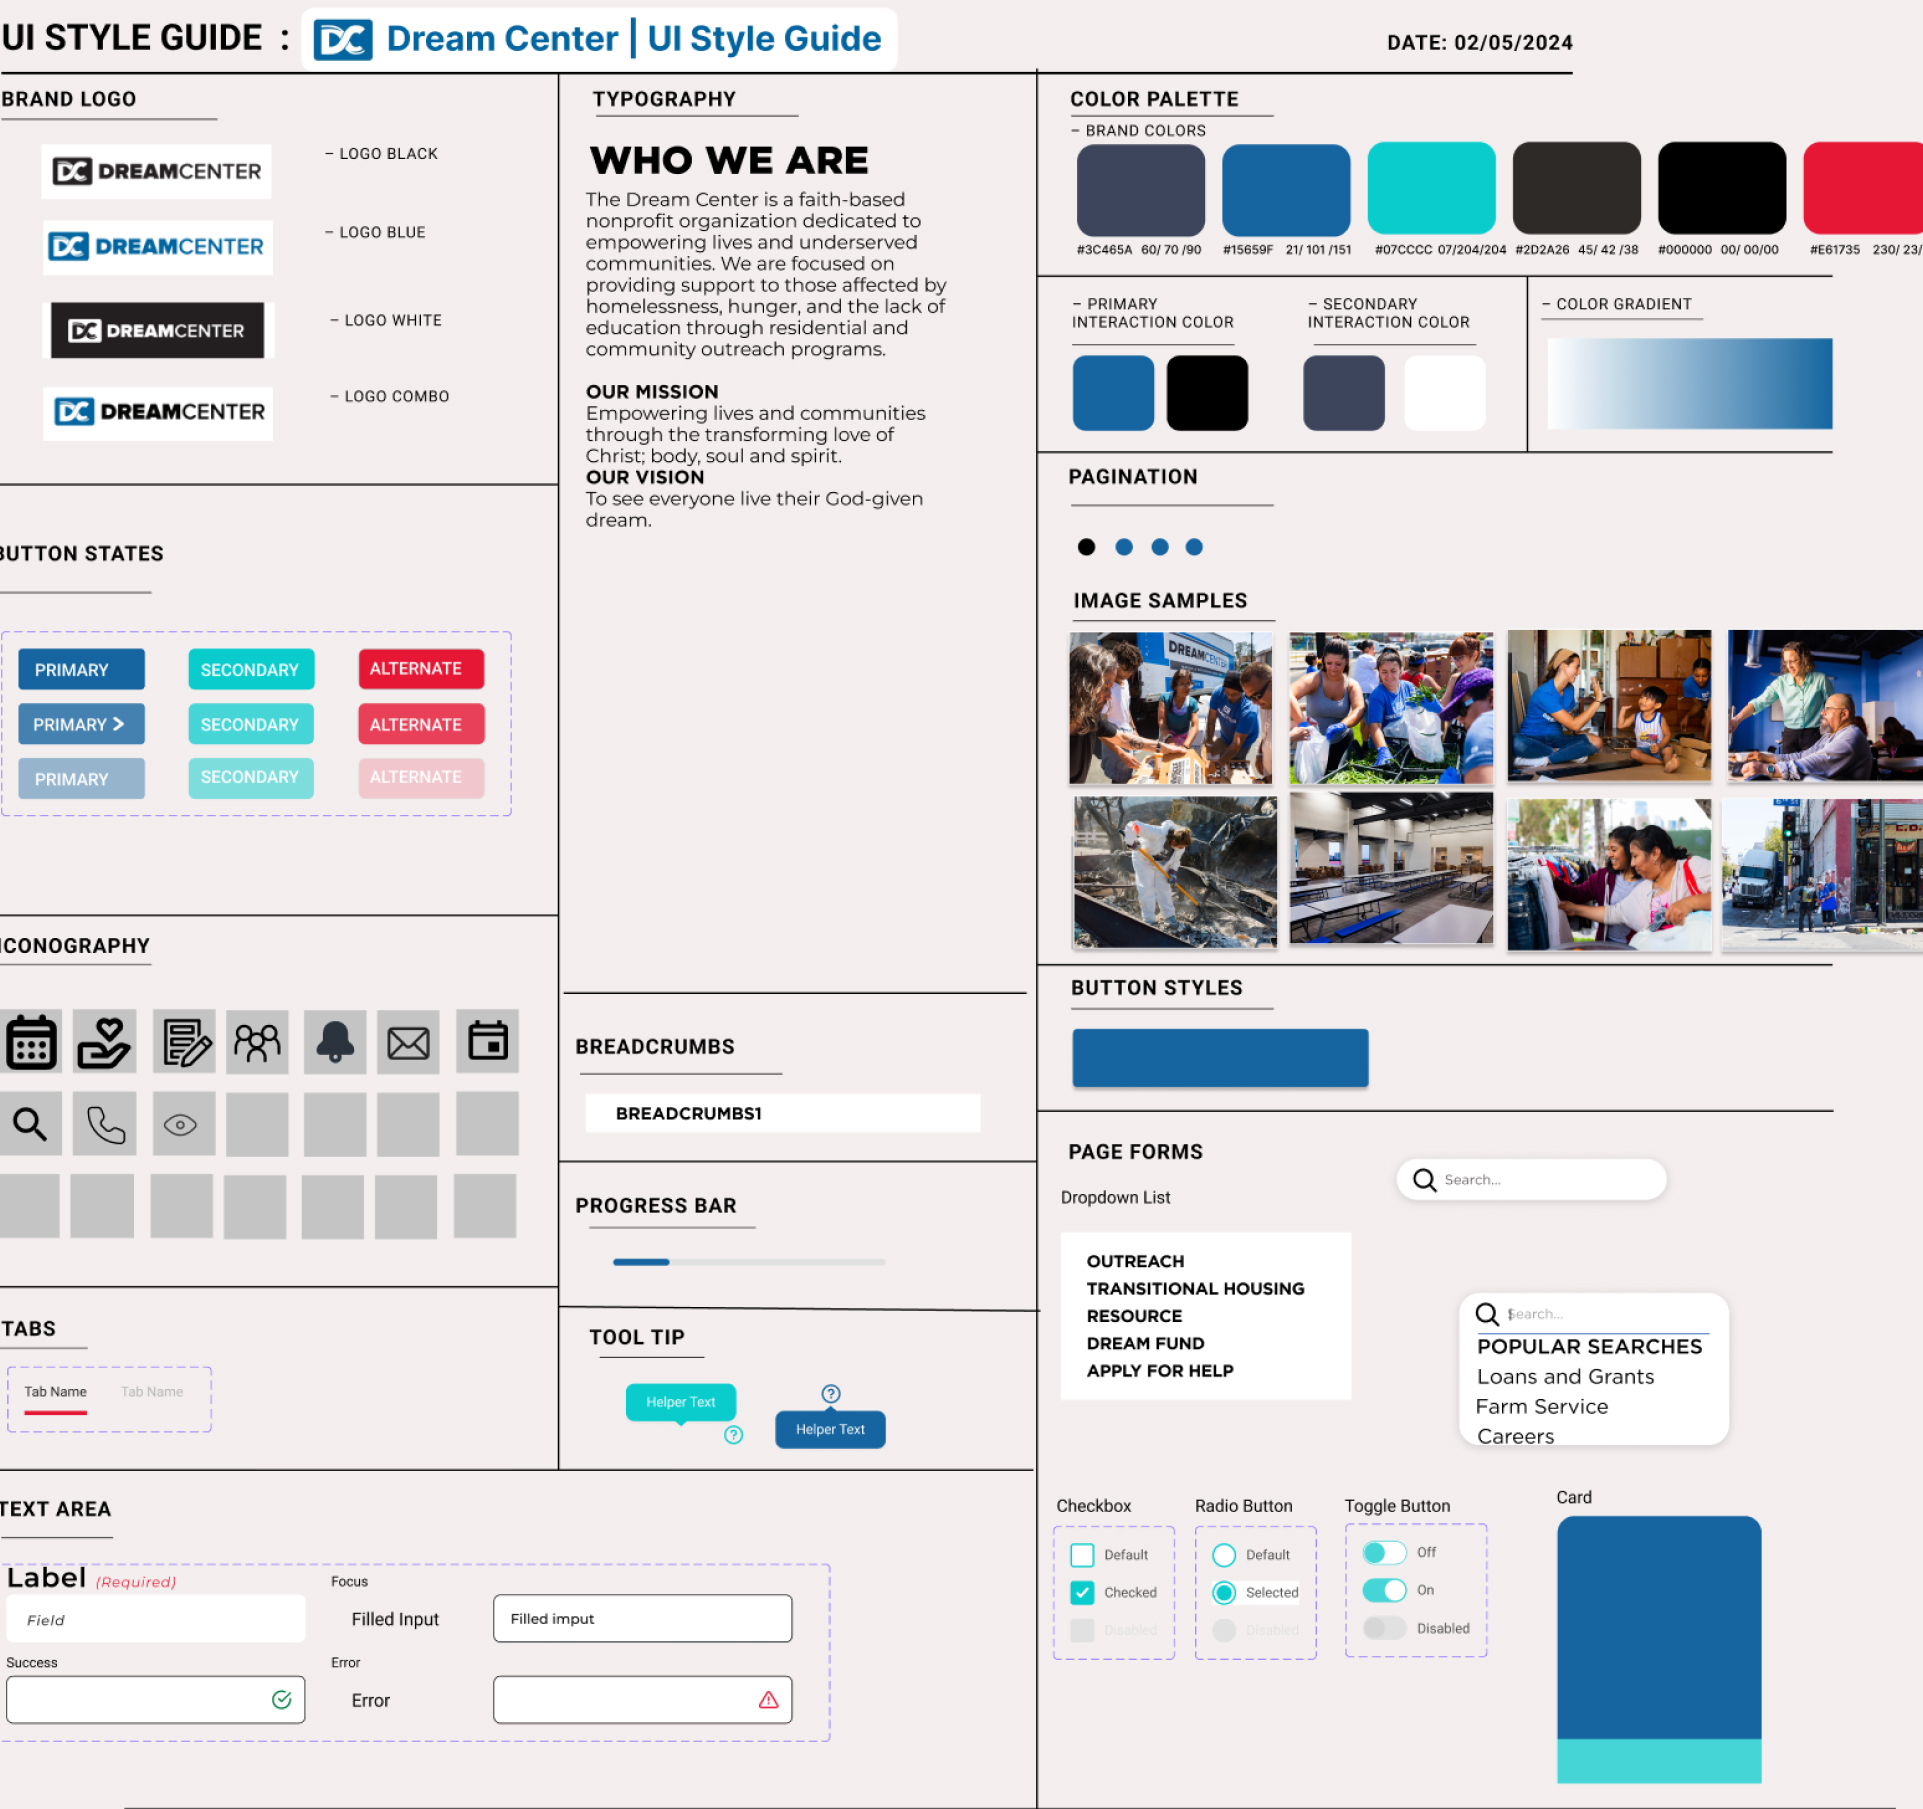 UI STYLE GUIDE :
DC Dream Center | UI Style Guide
DATE: 02/05/2024
BRAND LOGO
DC DREAMCENTER
– LOGO BLACK
DC DREAMCENTER
– LOGO BLUE
DC DREAMCENTER
– LOGO WHITE
DC DREAMCENTER
– LOGO COMBO
BUTTON STATES
PRIMARY SECONDARY ALTERNATE
PRIMARY > SECONDARY ALTERNATE
PRIMARY SECONDARY ALTERNATE
ICONOGRAPHY
TABS
Tab Name Tab Name
TEXT AREA
Label (Required)
Field
Focus
Filled Input
Filled imput
Success
Error
Error
TYPOGRAPHY
WHO WE ARE
The Dream Center is a faith-based
nonprofit organization dedicated to
empowering lives and underserved
communities. We are focused on
providing support to those affected by
homelessness, hunger, and the lack of
education through residential and
community outreach programs.
OUR MISSION
Empowering lives and communities
through the transforming love of
Christ; body, soul and spirit.
OUR VISION
To see everyone live their God-given
dream.
BREADCRUMBS
BREADCRUMBS1
PROGRESS BAR
TOOL TIP
Helper Text
?
?
Helper Text
COLOR PALETTE
– BRAND COLORS
#3C465A 60/ 70 /90
#15659F 21/ 101 /151
#07CCCC 07/204/204
#2D2A26 45/ 42 /38
#000000 00/ 00/00
#E61735 230/ 23/
– PRIMARY
INTERACTION COLOR
– SECONDARY
INTERACTION COLOR
– COLOR GRADIENT
PAGINATION
IMAGE SAMPLES
DREAMCENTER
BUTTON STYLES
PAGE FORMS
Dropdown List
OUTREACH
TRANSITIONAL HOUSING
RESOURCE
DREAM FUND
APPLY FOR HELP
Search...
Search...
POPULAR SEARCHES
Loans and Grants
Farm Service
Careers
Checkbox
Default
Checked
Disabled
Radio Button
Default
Selected
Disabled
Toggle Button
Off
On
Disabled
Card